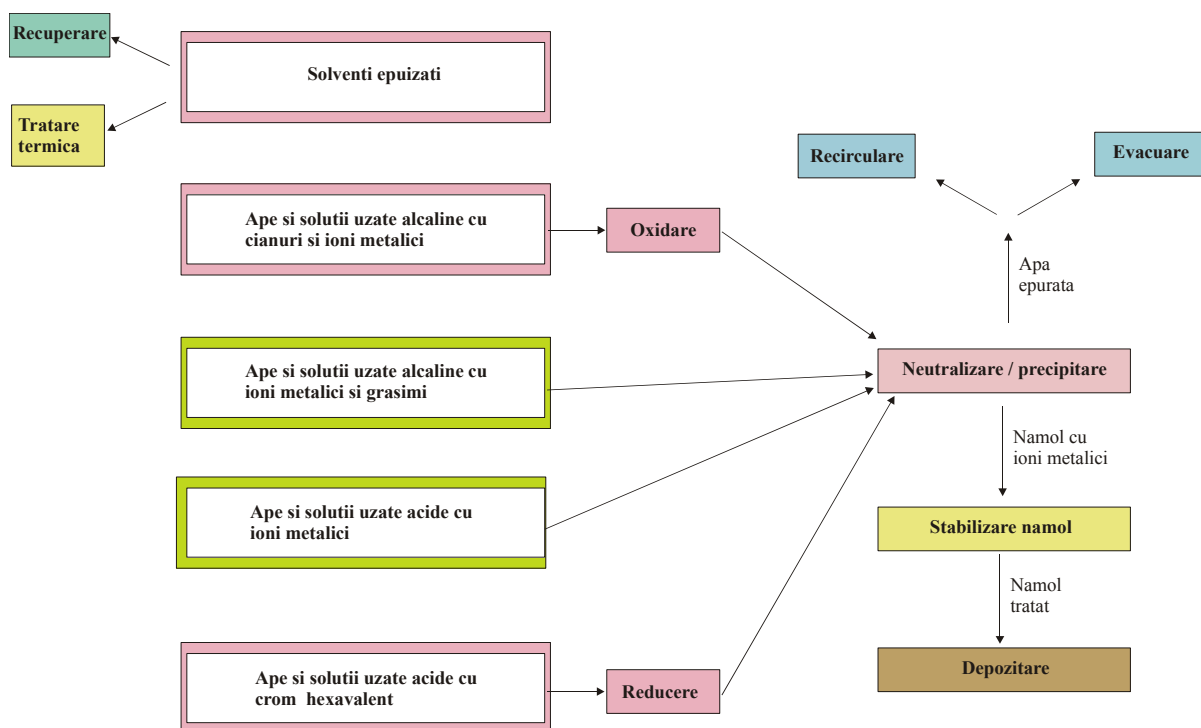 Recuperare
Solventi epuizati
Tratare
termica
Recirculare
Evacuare
Ape si solutii uzate alcaline cu
cianuri si ioni metalici
Oxidare
Apa
epurata
Ape si solutii uzate alcaline cu
ioni metalici si grasimi
Neutralizare / precipitare
Namol cu
ioni metalici
Ape si solutii uzate acide cu
ioni metalici
Stabilizare namol
Namol
tratat
Ape si solutii uzate acide cu
crom hexavalent
Reducere
Depozitare